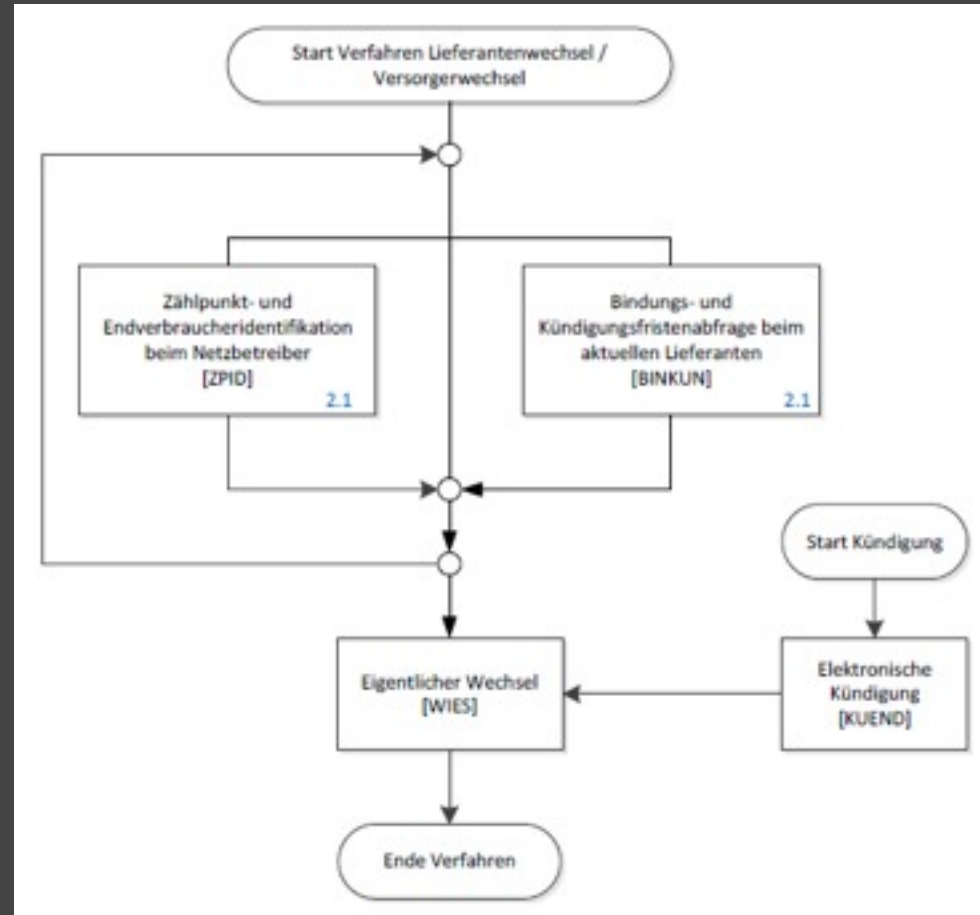 Start Verfahren Lieferantenwechsel /
Versorgerwechsel
Zählpunkt- und
Endverbraucheridentifikation
beim Netzbetreiber
[ZPID]
2.1
Bindungs- und
Kündigungsfristenabfrage beim
aktuellen Lieferanten
[BINKUN]
2.1
Start Kündigung
Eigentlicher Wechsel
[WIES]
Elektronische
Kündigung
[KUEND]
Ende Verfahren